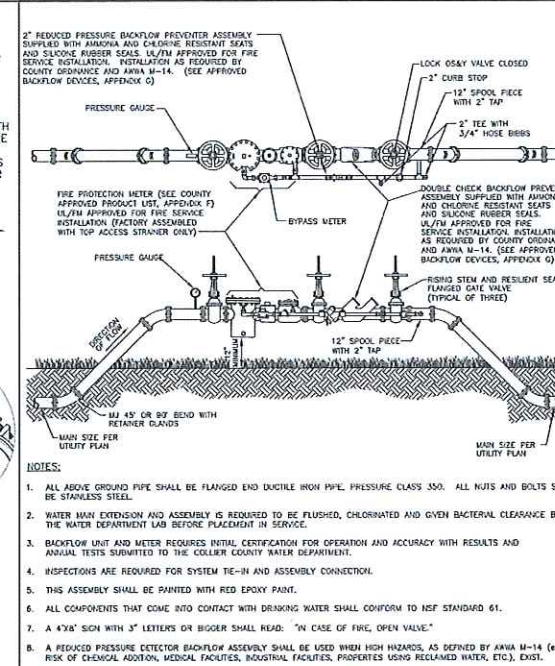 2" REDUCED PRESSURE BACKFLOW PREVENTER ASSEMBLY
SUPPLIED WITH AMMONIA AND CHLORINE RESISTANT SEATS
AND SILICONE RUBBER SEALS. UL/FM APPROVED FOR FIRE
SERVICE INSTALLATION. INSTALLATION AS REQUIRED BY
COUNTY ORDINANCE AND AWWA M-14. (SEE APPROVED
BACKFLOW DEVICES, APPENDIX G)
LOCK OS&Y VALVE CLOSED
2" CURB STOP
12" SPOOL PIECE
WITH 2" TAP
2" TEE WITH
3/4" HOSE BIBBS
PRESSURE GAUGE
FIRE PROTECTION METER (SEE COUNTY
APPROVED PRODUCT LIST, APPENDIX F)
UL/FM APPROVED FOR FIRE SERVICE
INSTALLATION (FACTORY ASSEMBLED
WITH TOP ACCESS STRAINER ONLY)
BYPASS METER
DOUBLE CHECK BACKFLOW PREVE
ASSEMBLY SUPPLIED WITH AMMON
AND CHLORINE RESISTANT SEATS
AND SILICONE RUBBER SEALS.
UL/FM APPROVED FOR FIRE
SERVICE INSTALLATION. INSTALLATI
AS REQUIRED BY COUNTY ORDINA
AND AWWA M-14. (SEE APPROVE
BACKFLOW DEVICES, APPENDIX G)
PRESSURE GAUGE
RISING STEM AND RESILIENT SEA
FLANGED GATE VALVE
(TYPICAL OF THREE)
DIRECTION
OF FLOW
12" SPOOL PIECE
WITH 2" TAP
12"
MINIMUM
MJ 45° OR 90° BEND WITH
RETAINER GLANDS
MAIN SIZE PER
UTILITY PLAN
MAIN SIZE PER
UTILITY PLAN
NOTES:
1. ALL ABOVE GROUND PIPE SHALL BE FLANGED END DUCTILE IRON PIPE, PRESSURE CLASS 350. ALL NUTS AND BOLTS S
BE STAINLESS STEEL.
2. WATER MAIN EXTENSION AND ASSEMBLY IS REQUIRED TO BE FLUSHED, CHLORINATED AND GIVEN BACTERIAL CLEARANCE B
THE WATER DEPARTMENT LAB BEFORE PLACEMENT IN SERVICE.
3. BACKFLOW UNIT AND METER REQUIRES INITIAL CERTIFICATION FOR OPERATION AND ACCURACY WITH RESULTS AND
ANNUAL TESTS SUBMITTED TO THE COLLIER COUNTY WATER DEPARTMENT.
4. INSPECTIONS ARE REQUIRED FOR SYSTEM TIE-IN AND ASSEMBLY CONNECTION.
5. THIS ASSEMBLY SHALL BE PAINTED WITH RED EPOXY PAINT.
6. ALL COMPONENTS THAT COME INTO CONTACT WITH DRINKING WATER SHALL CONFORM TO NSF STANDARD 61.
7. A 4'X8' SIGN WITH 3" LETTERS OR BIGGER SHALL READ: "IN CASE OF FIRE, OPEN VALVE."
8. A REDUCED PRESSURE DETECTOR BACKFLOW ASSEMBLY SHALL BE USED WHEN HIGH HAZARDS, AS DEFINED BY AWWA M-14
RISK OF CHEMICAL ADDITION, MEDICAL FACILITIES, INDUSTRIAL FACILITIES, PROPERTIES USING RECLAIMED WATER, ETC.), EXIST.